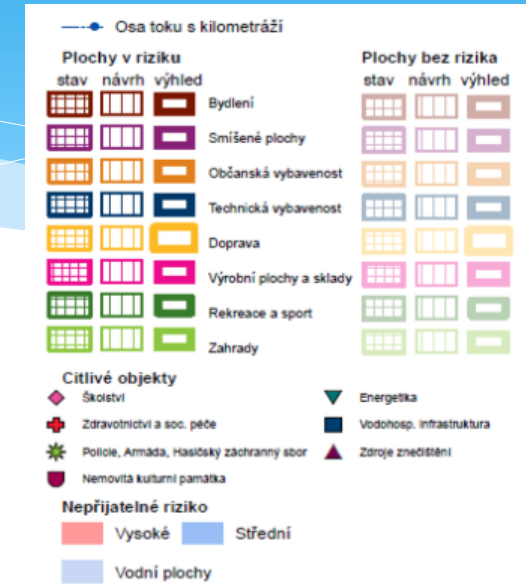 Osa toku s kilometráží
Plochy v riziku Plochy bez rizika
stav návrh výhled stav návrh výhled
Bydlení
Smíšené plochy
Občanská vybavenost
Technická vybavenost
Doprava
Výrobní plochy a sklady
Rekreace a sport
Zahrady
Citlivé objekty
Školství Energetika
Zdravotnictví a soc. péče Vodohosp. Infrastruktura
Policie, Armáda, Hasičský záchranný sbor Zdroje znečištění
Nemovitá kulturní památka
Nepřijatelné riziko
Vysoké Střední
Vodní plochy